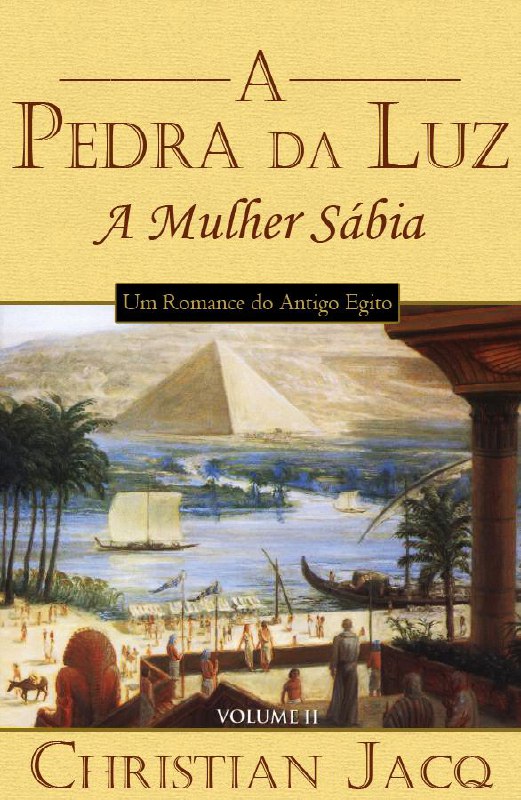 A
PEDRA DA LUZ
A Mulher Sábia
Um Romance do Antigo Egito
VOLUME II
CHRISTIAN JACQ